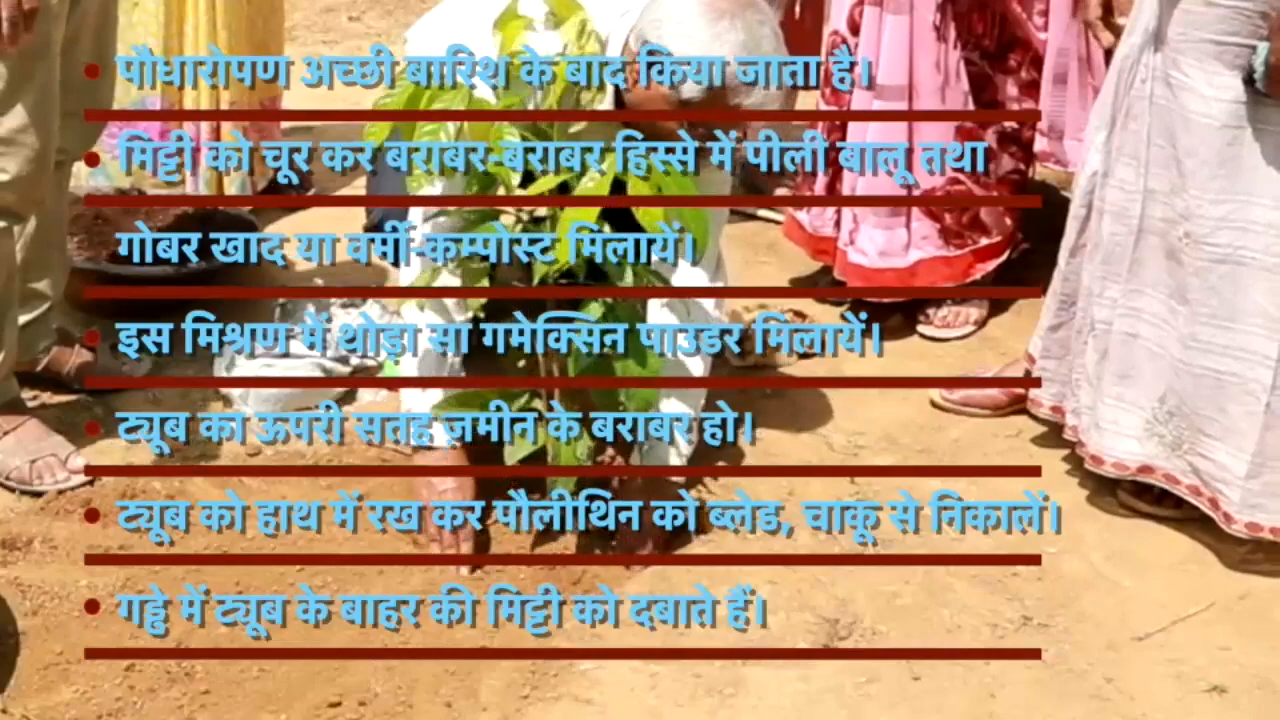 • पौधारोपण अच्छी बारिश के बाद किया जाता है।
• मिट्टी को चूर कर बराबर-बराबर हिस्से में पीली बालू तथा
गोबर खाद या वर्मी-कम्पोस्ट मिलायें।
• इस मिश्रण में थोड़ा सा गमेक्सिन पाउडर मिलायें।
• ट्यूब का ऊपरी सतह ज़मीन के बराबर हो।
• ट्यूब को हाथ में रख कर पौलीथिन को ब्लेड, चाकू से निकालें।
• गड्ढे में ट्यूब के बाहर की मिट्टी को दबाते हैं।